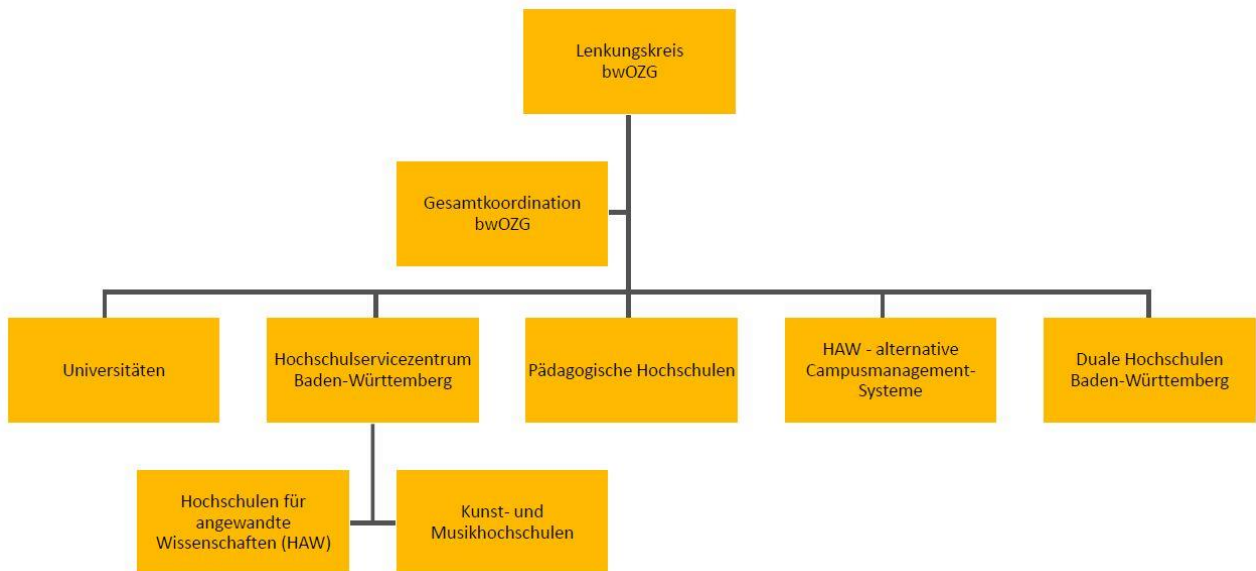 Lenkungskreis
bwOZG
Gesamtkoordination
bwOZG
Universitäten
Hochschulservicezentrum
Baden-Württemberg
Pädagogische Hochschulen
HAW - alternative
Campusmanagement-
Systeme
Duale Hochschulen
Baden-Württemberg
Hochschulen für
angewandte
Wissenschaften (HAW)
Kunst- und
Musikhochschulen